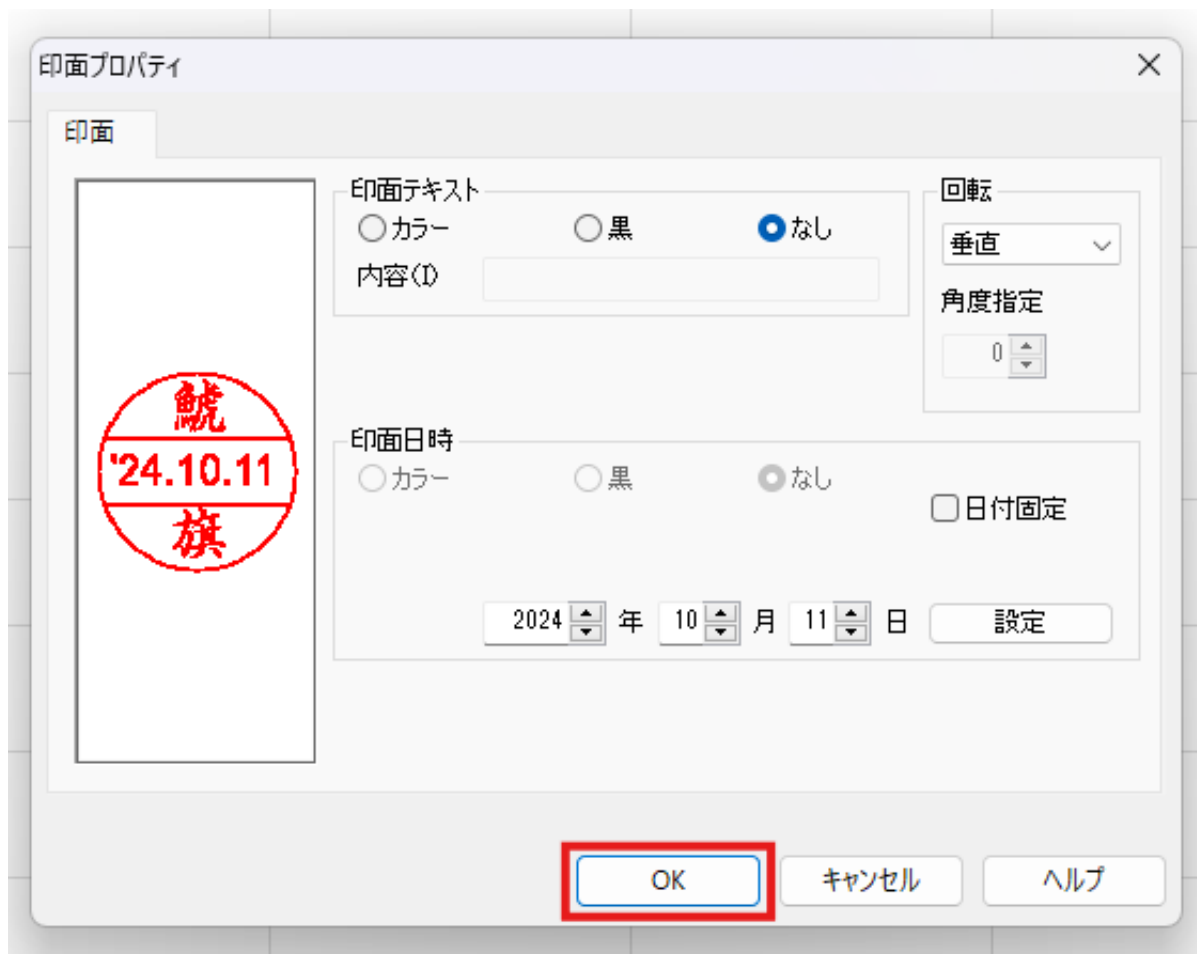 印面プロパティ
印面
印面テキスト
カラー 黒 なし
内容(I)
回転
垂直
角度指定
0
鯱
'24.10.11
旗
印面日時
カラー 黒 なし
日付固定
2024 年 10 月 11 日 設定
OK キャンセル ヘルプ